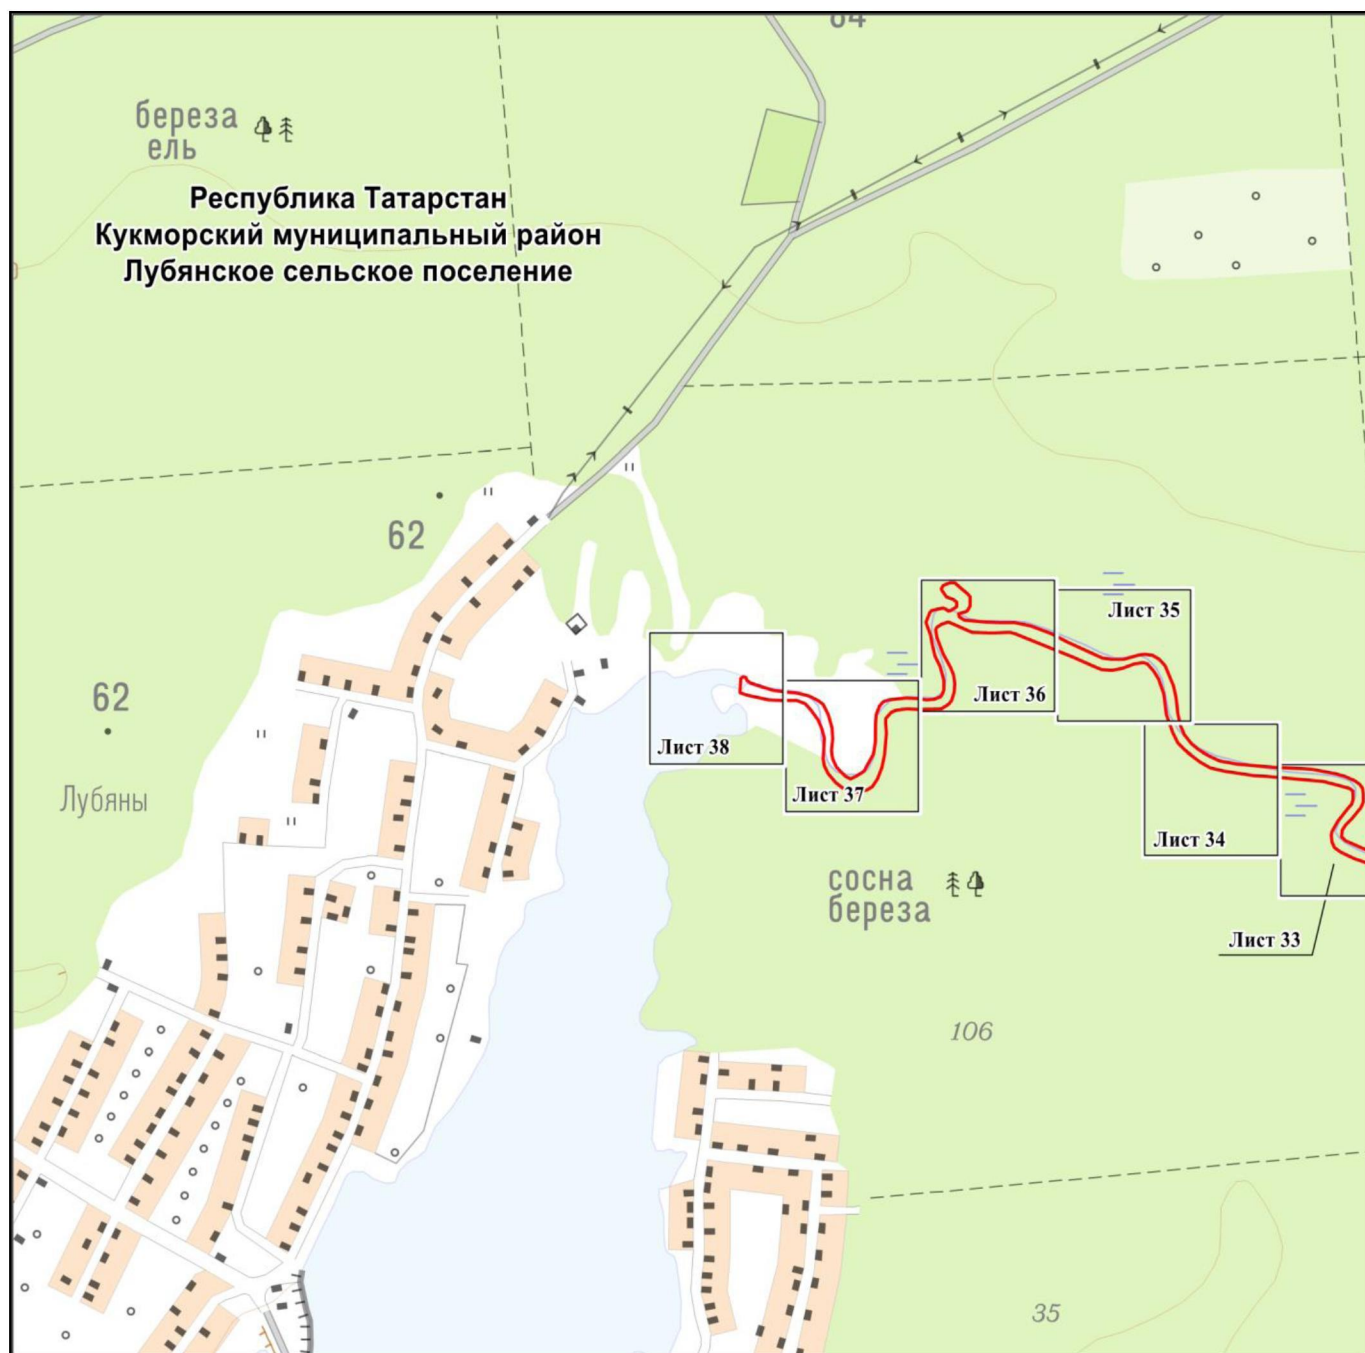 64
береза
ель
Республика Татарстан
Кукморский муниципальный район
Лубянское сельское поселение
62
Лист 35
Лист 36
62
Лист 38
Лист 37
Лубяны
Лист 34
сосна
береза
Лист 33
106
35